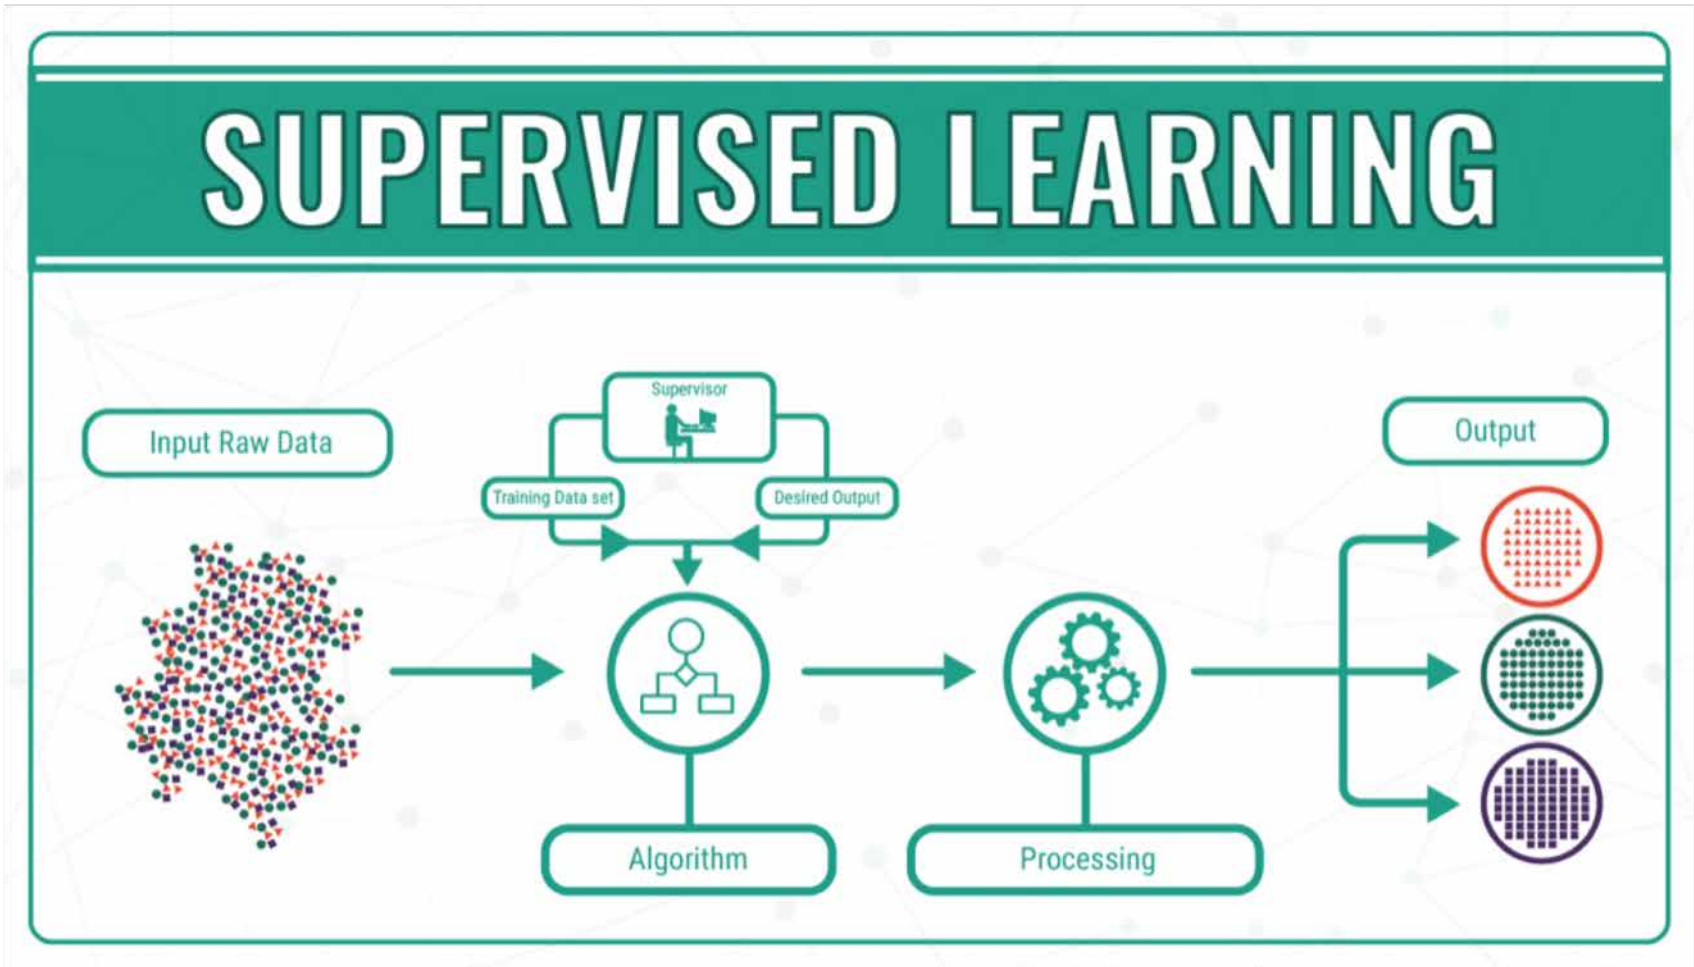 SUPERVISED LEARNING
Input Raw Data
Supervisor
Training Data set
Desired Output
Algorithm
Processing
Output